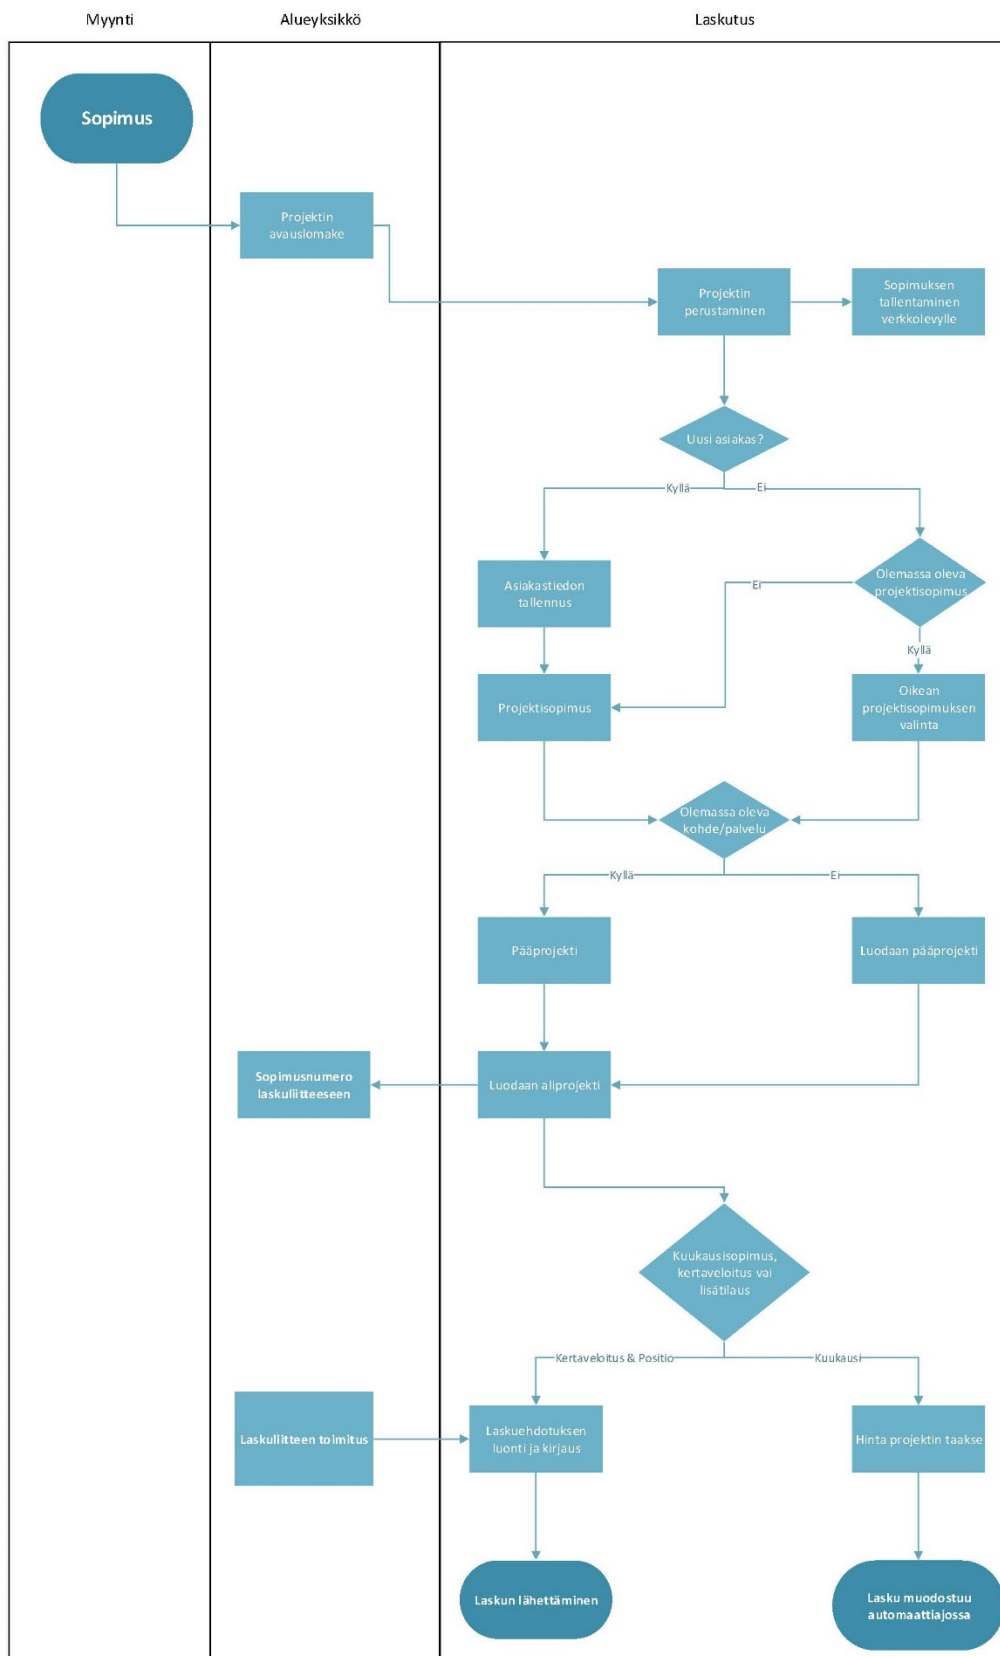 Myynti
Alueyksikkö
Laskutus
Sopimus
Projektin
avauslomake
Projektin
perustaminen
Sopimuksen
tallentaminen
verkkolevylle
Uusi asiakas?
Kyllä
Ei
Asiakastiedon
tallennus
Ei
Olemassa oleva
projektisopimus
Kyllä
Projektisopimus
Oikean
projektisopimuksen
valinta
Olemassa oleva
kohde/palvelu
Kyllä
Ei
Pääprojekti
Luodaan pääprojekti
Sopimusnumero
laskuliitteeseen
Luodaan aliprojekti
Kuukausisopimus,
kertaveloitus vai
lisätilaus
Kertaveloitus & Positio
Kuukausi
Laskuliitteen toimitus
Laskuehdotuksen
luonti ja kirjaus
Hinta projektin taakse
Laskun lähettäminen
Lasku muodostuu
automaattiajossa